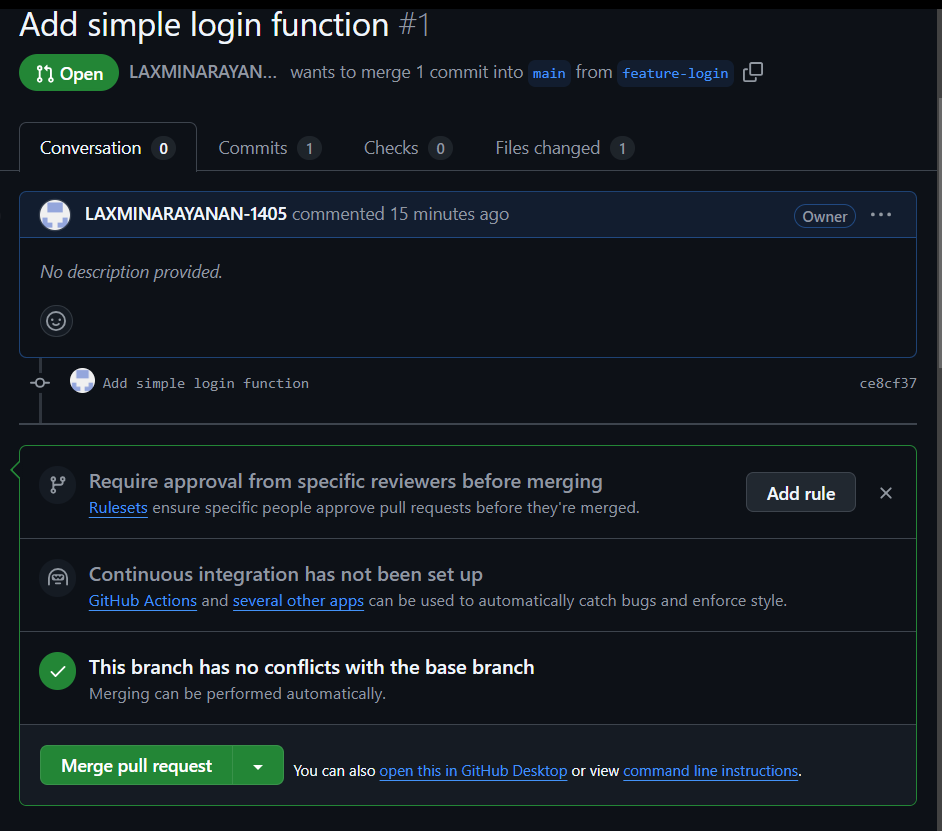 Add simple login function #1
Open LAXMINARAYAN... wants to merge 1 commit into main from feature-login
Conversation 0 Commits 1 Checks 0 Files changed 1
LAXMINARAYANAN-1405 commented 15 minutes ago Owner
No description provided.
Add simple login function ce8cf37
Require approval from specific reviewers before merging
Rulesets ensure specific people approve pull requests before they're merged.
Add rule
Continuous integration has not been set up
GitHub Actions and several other apps can be used to automatically catch bugs and enforce style.
This branch has no conflicts with the base branch
Merging can be performed automatically.
Merge pull request You can also open this in GitHub Desktop or view command line instructions.